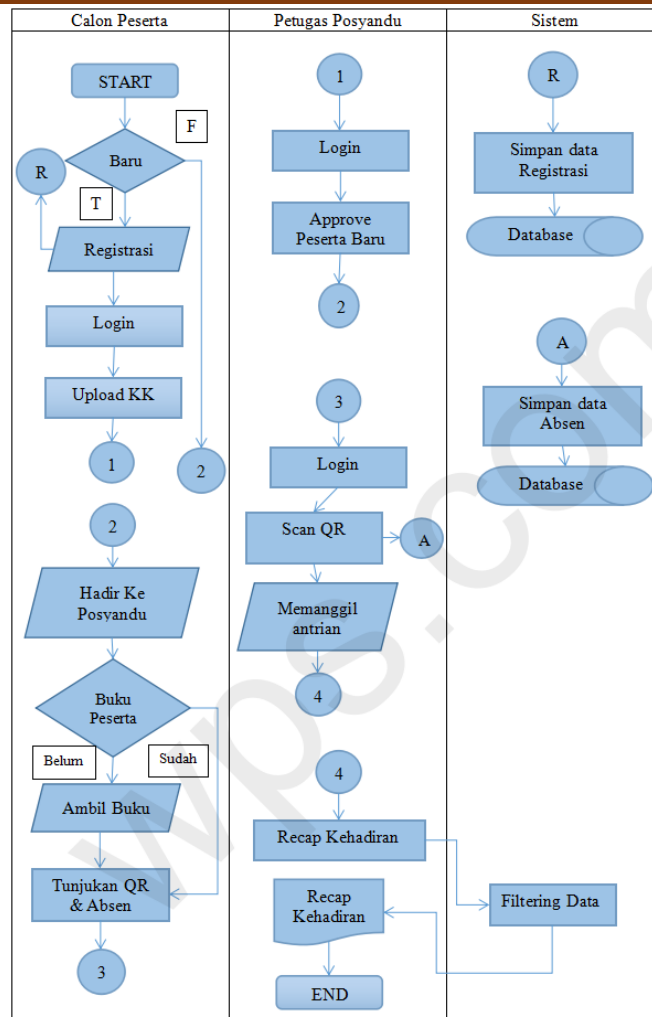 Calon Peserta
Petugas Posyandu
Sistem
START
F
Baru
R
T
Registrasi
Login
Upload KK
1
2
2
Hadir Ke
Posyandu
Buku
Peserta
Belum
Sudah
Ambil Buku
Tunjukan QR
& Absen
3
1
Login
Approve
Peserta Baru
2
3
Login
Scan QR
A
Memanggil
antrian
4
4
Recap Kehadiran
Recap
Kehadiran
END
R
Simpan data
Registrasi
Database
A
Simpan data
Absen
Database
Filtering Data
wps.com